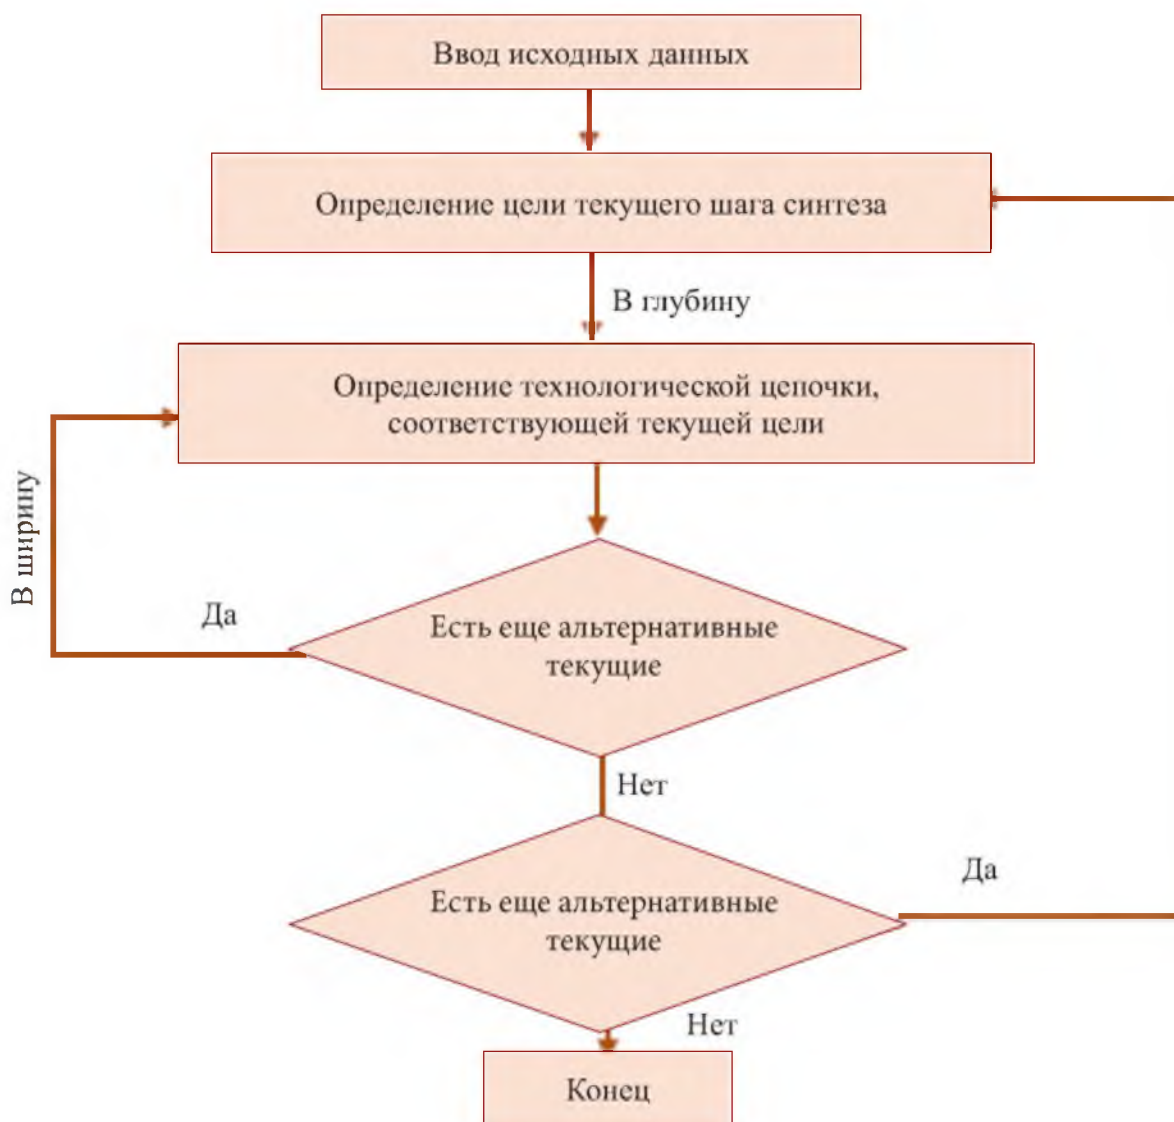 Ввод исходных данных
Определение цели текущего шага синтеза
В глубину
Определение технологической цепочки,
соответствующей текущей цели
В ширину
Да
Есть еще альтернативные
текущие
Нет
Есть еще альтернативные
текущие
Да
Нет
Конец